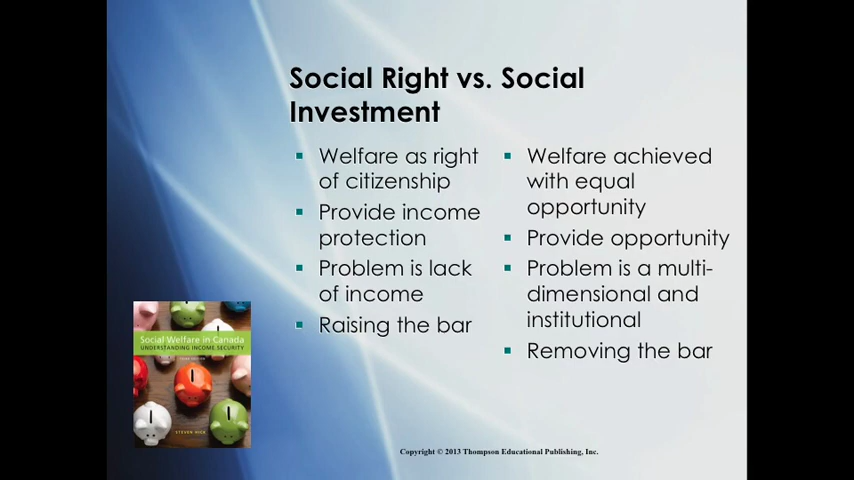 Social Right vs. Social
Investment
Welfare as right
of citizenship
Provide income
protection
Problem is lack
of income
Raising the bar
Welfare achieved
with equal
opportunity
Provide opportunity
Problem is a multi-
dimensional and
institutional
Removing the bar
Social Welfare in Canada
UNDERSTANDING INCOME SECURITY
STEVEN HICK
Copyright © 2013 Thompson Educational Publishing, Inc.